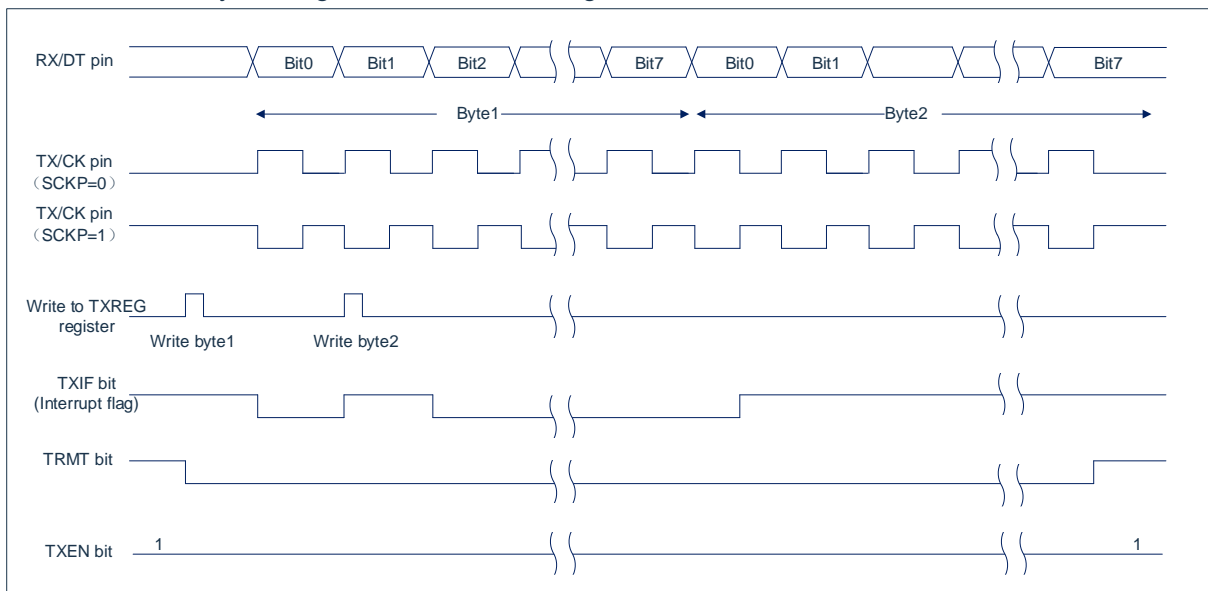 RX/DT pin
Bit0 Bit1 Bit2 Bit7 Bit0 Bit1 Bit7
Byte1 Byte2
TX/CK pin
（SCKP=0）
TX/CK pin
（SCKP=1）
Write to TXREG
register
Write byte1 Write byte2
TXIF bit
(Interrupt flag)
TRMT bit
TXEN bit 1 1